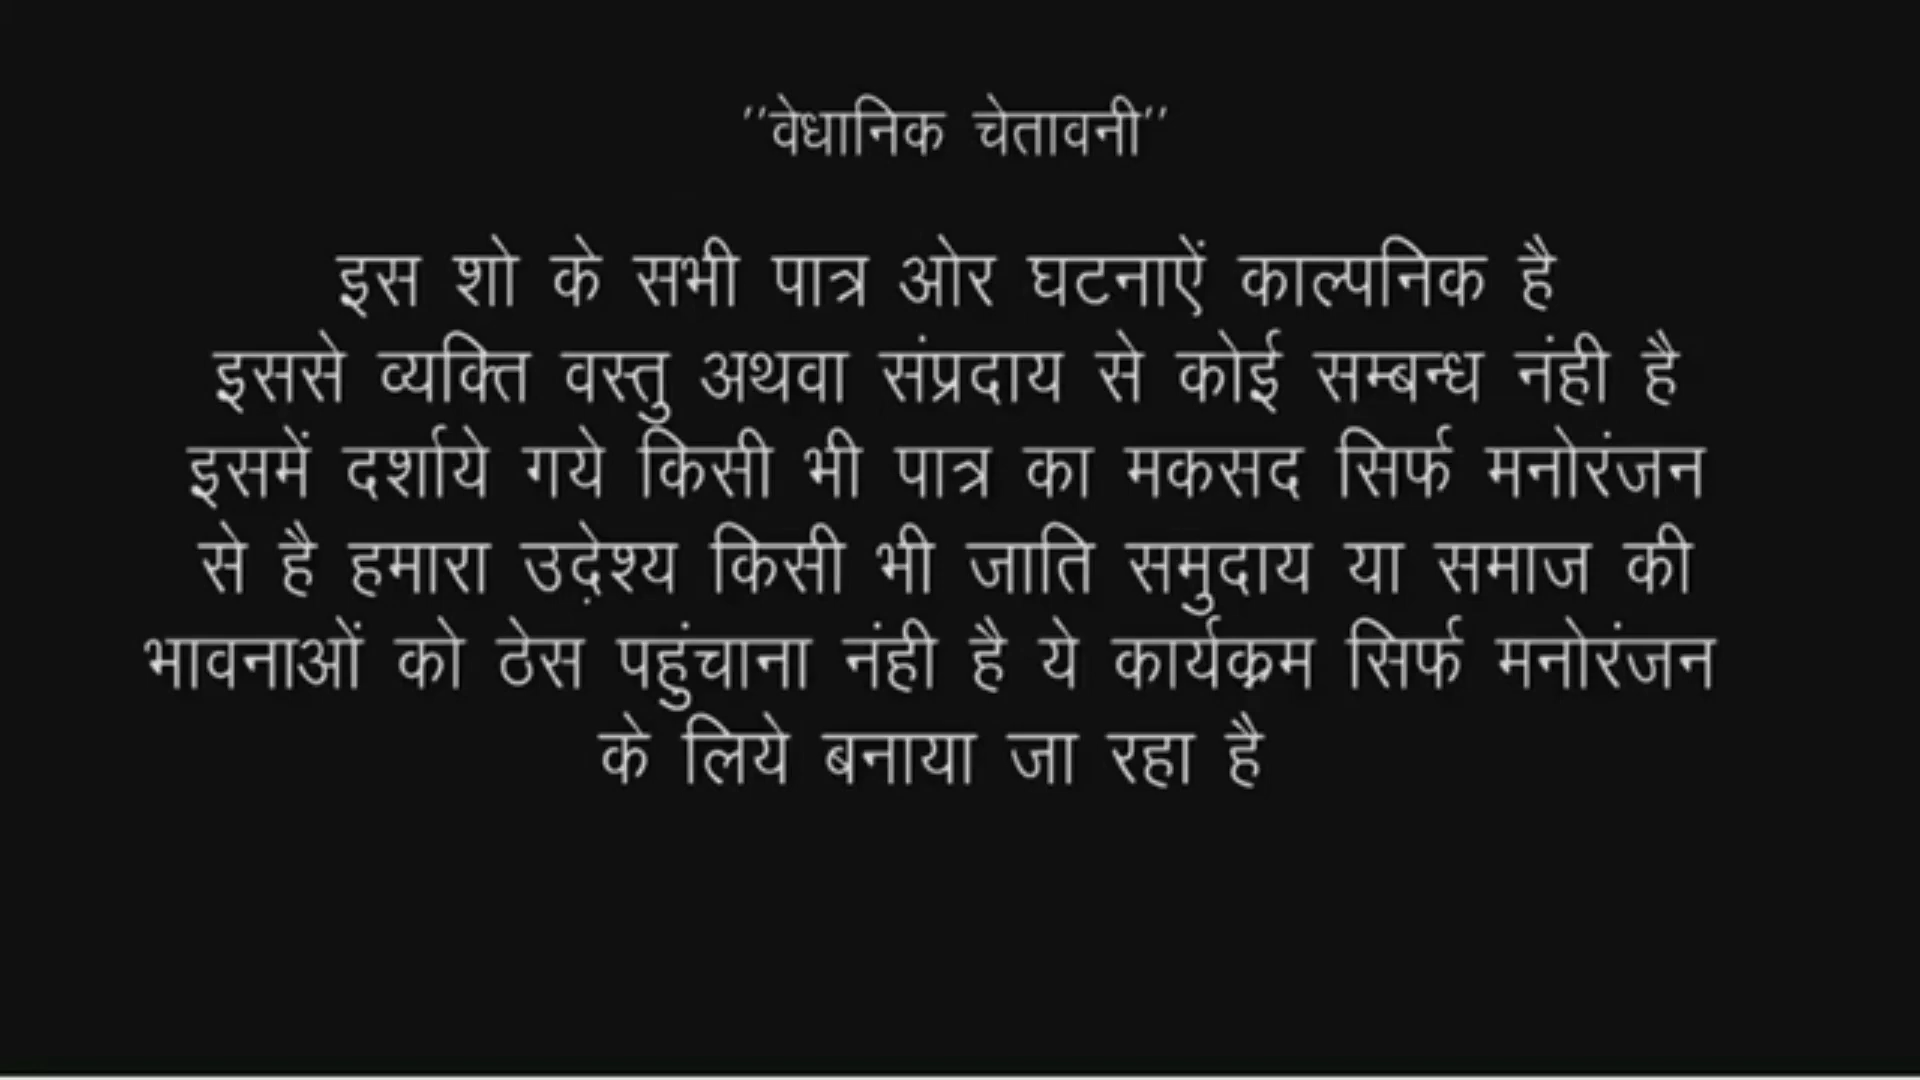 ''वेधानिक चेतावनी''
इस शो के सभी पात्र ओर घटनाऐं काल्पनिक है
इससे व्यक्ति वस्तु अथवा संप्रदाय से कोई सम्बन्ध नंही है
इसमें दर्शाये गये किसी भी पात्र का मकसद सिर्फ मनोरंजन
से है हमारा उद़ेश्य किसी भी जाति समुदाय या समाज की
भावनाओं को ठेस पहुंचाना नंही है ये कार्यक्रम सिर्फ मनोरंजन
के लिये बनाया जा रहा है